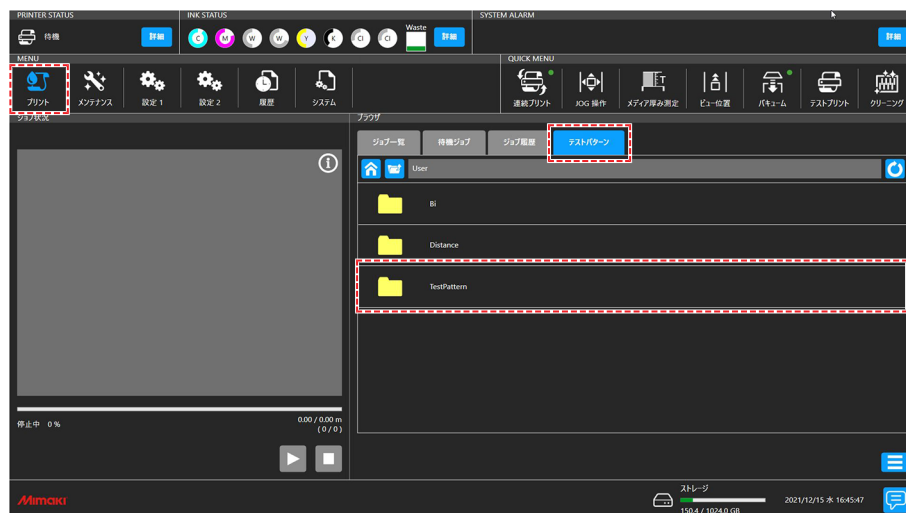 PRINTER STATUS
INK STATUS
SYSTEM ALARM
待機
詳細
C M W W Y K Cl Cl
Waste
詳細
詳細
MENU
QUICK MENU
プリント
メンテナンス
設定 1
設定 2
履歴
システム
連続プリント
JOG 操作
メディア厚み測定
ビュー位置
バキューム
テストプリント
クリーニング
ジョブ状況
ブラウザ
ジョブ一覧
待機ジョブ
ジョブ履歴
テストパターン
User
Bi
Distance
TestPattern
停止中 0 %
0.00 / 0.00 m
( 0 / 0 )
Mimaki
ストレージ
150.4 / 1024.0 GB
2021/12/15 水 16:45:47